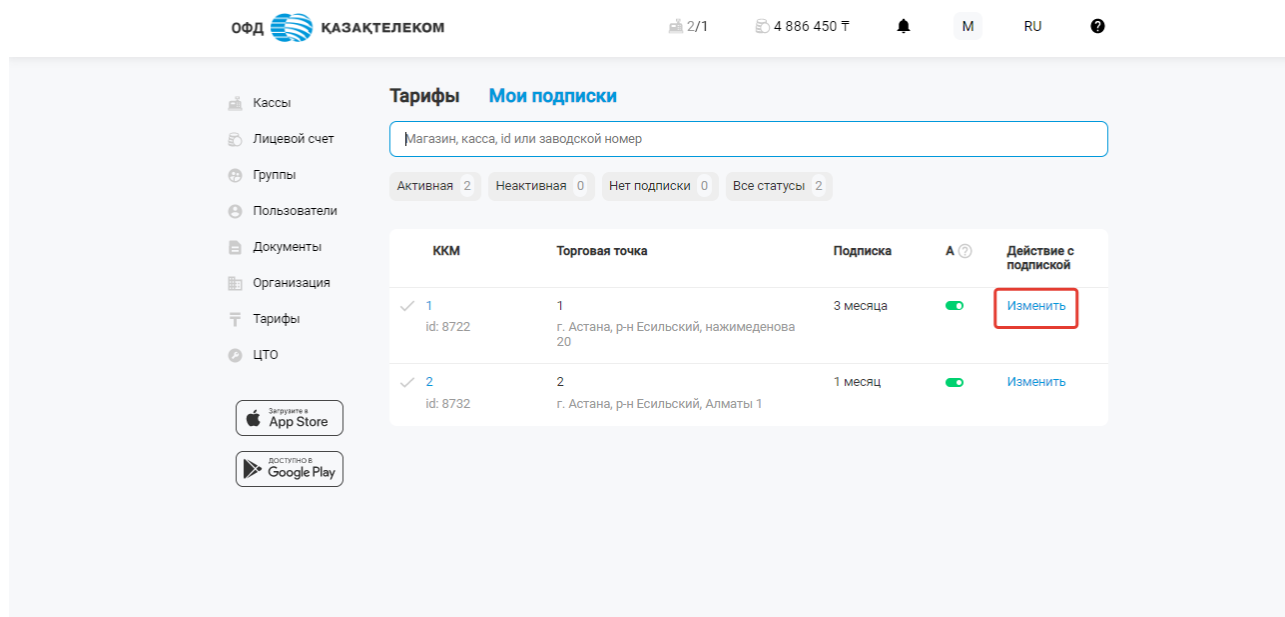 ОФД ҚАЗАҚТЕЛЕКОМ
2/1
4 886 450 ₸
M
RU
Кассы
Лицевой счет
Группы
Пользователи
Документы
Организация
Тарифы
ЦТО
Загрузите в
App Store
ДОСТУПНО В
Google Play
Тарифы
Мои подписки
Магазин, касса, id или заводской номер
Активная 2
Неактивная 0
Нет подписки 0
Все статусы 2
ККМ
Торговая точка
Подписка
А
Действие с
подпиской
1
id: 8722
1
г. Астана, р-н Есильский, нажимеденова
20
3 месяца
Изменить
2
id: 8732
2
г. Астана, р-н Есильский, Алматы 1
1 месяц
Изменить